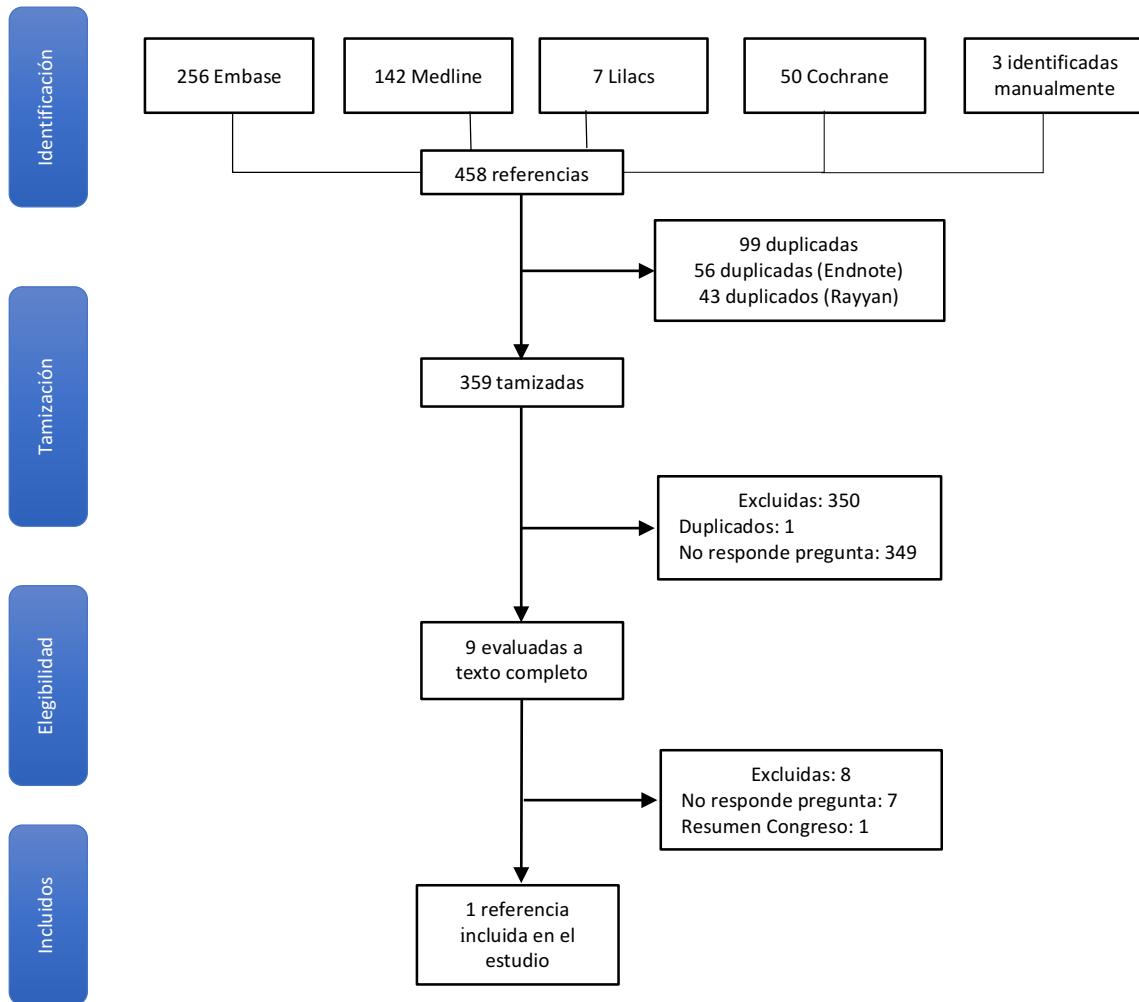 Identificación
256 Embase
142 Medline
7 Lilacs
50 Cochrane
3 identificadas
manualmente
458 referencias
99 duplicadas
56 duplicadas (Endnote)
43 duplicados (Rayyan)
Tamización
359 tamizadas
Excluidas: 350
Duplicados: 1
No responde pregunta: 349
Elegibilidad
9 evaluadas a
texto completo
Excluidas: 8
No responde pregunta: 7
Resumen Congreso: 1
Incluidos
1 referencia
incluida en el
estudio